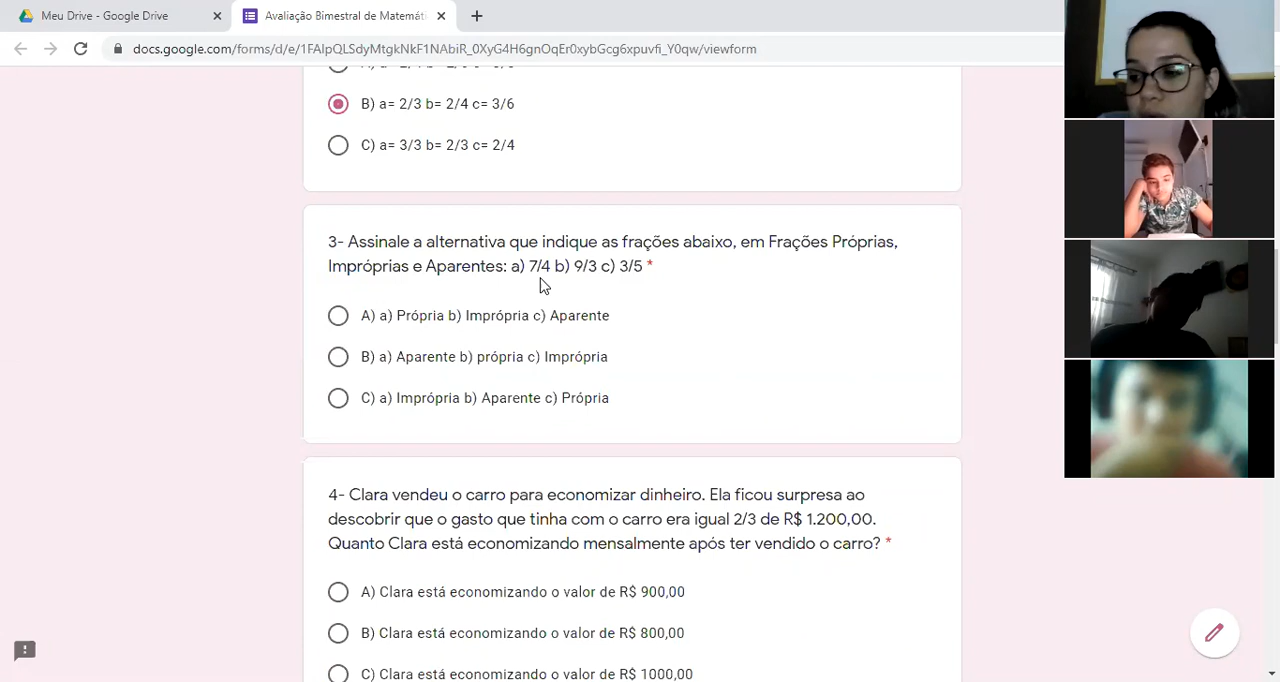 Meu Drive - Google Drive
Avaliação Bimestral de Matemáti
docs.google.com/forms/d/e/1FAIpQLSdyMtgkNkF1NAbiR_0XyG4H6gnOqEr0xybGcg6xpuvfi_Y0qw/viewform
B) a= 2/3 b= 2/4 c= 3/6
C) a= 3/3 b= 2/3 c= 2/4
3- Assinale a alternativa que indique as frações abaixo, em Frações Próprias,
Impróprias e Aparentes: a) 7/4 b) 9/3 c) 3/5 *
A) a) Própria b) Imprópria c) Aparente
B) a) Aparente b) própria c) Imprópria
C) a) Imprópria b) Aparente c) Própria
4- Clara vendeu o carro para economizar dinheiro. Ela ficou surpresa ao
descobrir que o gasto que tinha com o carro era igual 2/3 de R$ 1.200,00.
Quanto Clara está economizando mensalmente após ter vendido o carro? *
A) Clara está economizando o valor de R$ 900,00
B) Clara está economizando o valor de R$ 800,00
C) Clara está economizando o valor de R$ 1000,00